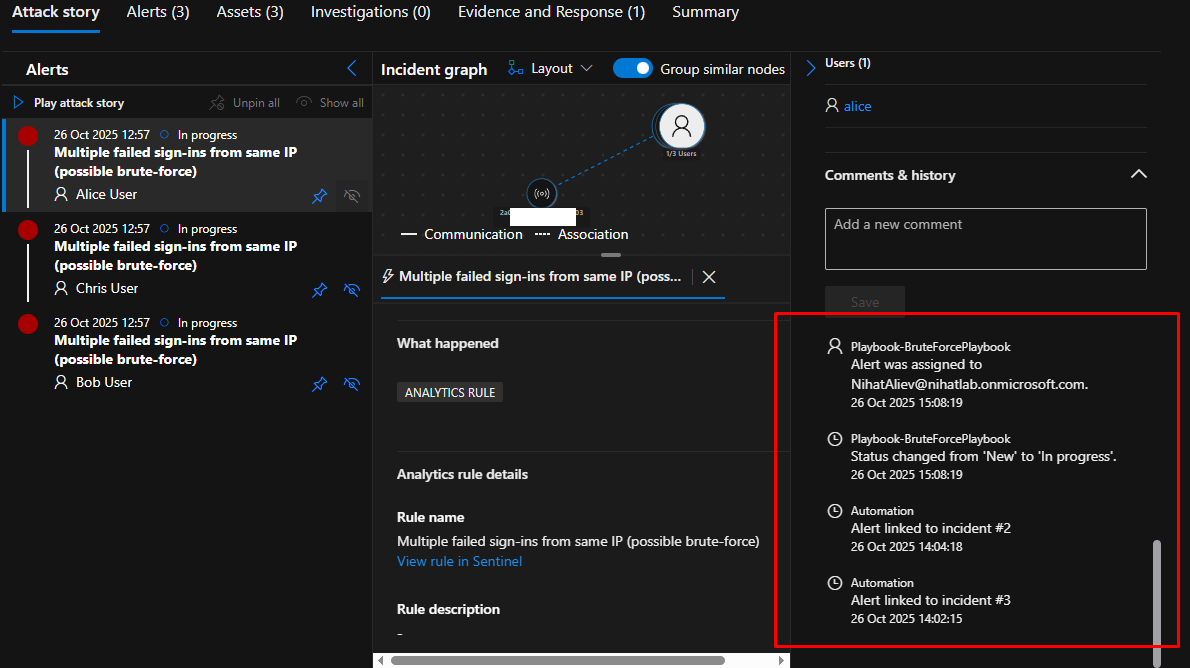 Attack story Alerts (3) Assets (3) Investigations (0) Evidence and Response (1) Summary
Alerts
Play attack story Unpin all Show all
26 Oct 2025 12:57 In progress
Multiple failed sign-ins from same IP
(possible brute-force)
Alice User
26 Oct 2025 12:57 In progress
Multiple failed sign-ins from same IP
(possible brute-force)
Chris User
26 Oct 2025 12:57 In progress
Multiple failed sign-ins from same IP
(possible brute-force)
Bob User
Incident graph Layout Group similar nodes
1/3 Users
Communication Association
Multiple failed sign-ins from same IP (poss...
What happened
ANALYTICS RULE
Analytics rule details
Rule name
Multiple failed sign-ins from same IP (possible brute-force)
View rule in Sentinel
Rule description
-
Users (1)
alice
Comments & history
Add a new comment
Save
Playbook-BruteForcePlaybook
Alert was assigned to
NihatAliev@nihatlab.onmicrosoft.com.
26 Oct 2025 15:08:19
Playbook-BruteForcePlaybook
Status changed from 'New' to 'In progress'.
26 Oct 2025 15:08:19
Automation
Alert linked to incident #2
26 Oct 2025 14:04:18
Automation
Alert linked to incident #3
26 Oct 2025 14:02:15